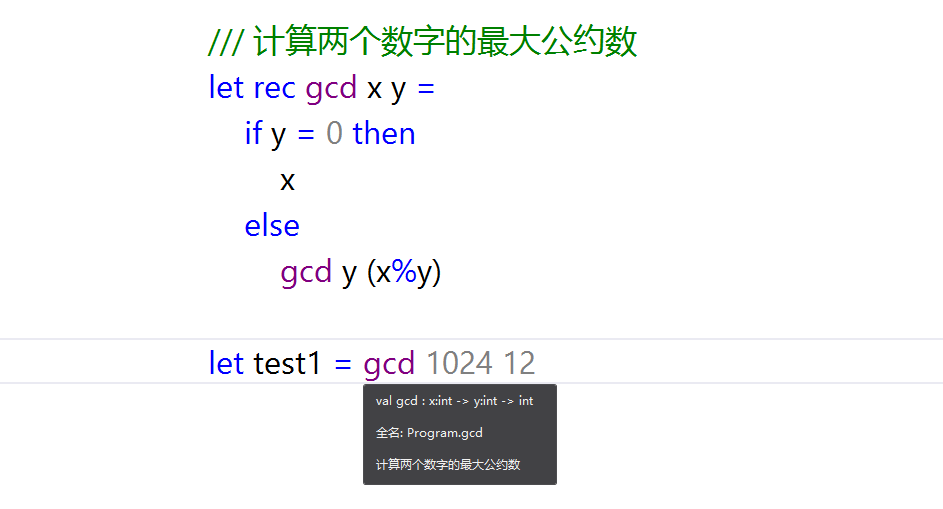 /// 计算两个数字的最大公约数
let rec gcd x y =
if y = 0 then
x
else
gcd y (x%y)
let test1 = gcd 1024 12
val gcd : x:int -> y:int -> int
全名: Program.gcd
计算两个数字的最大公约数